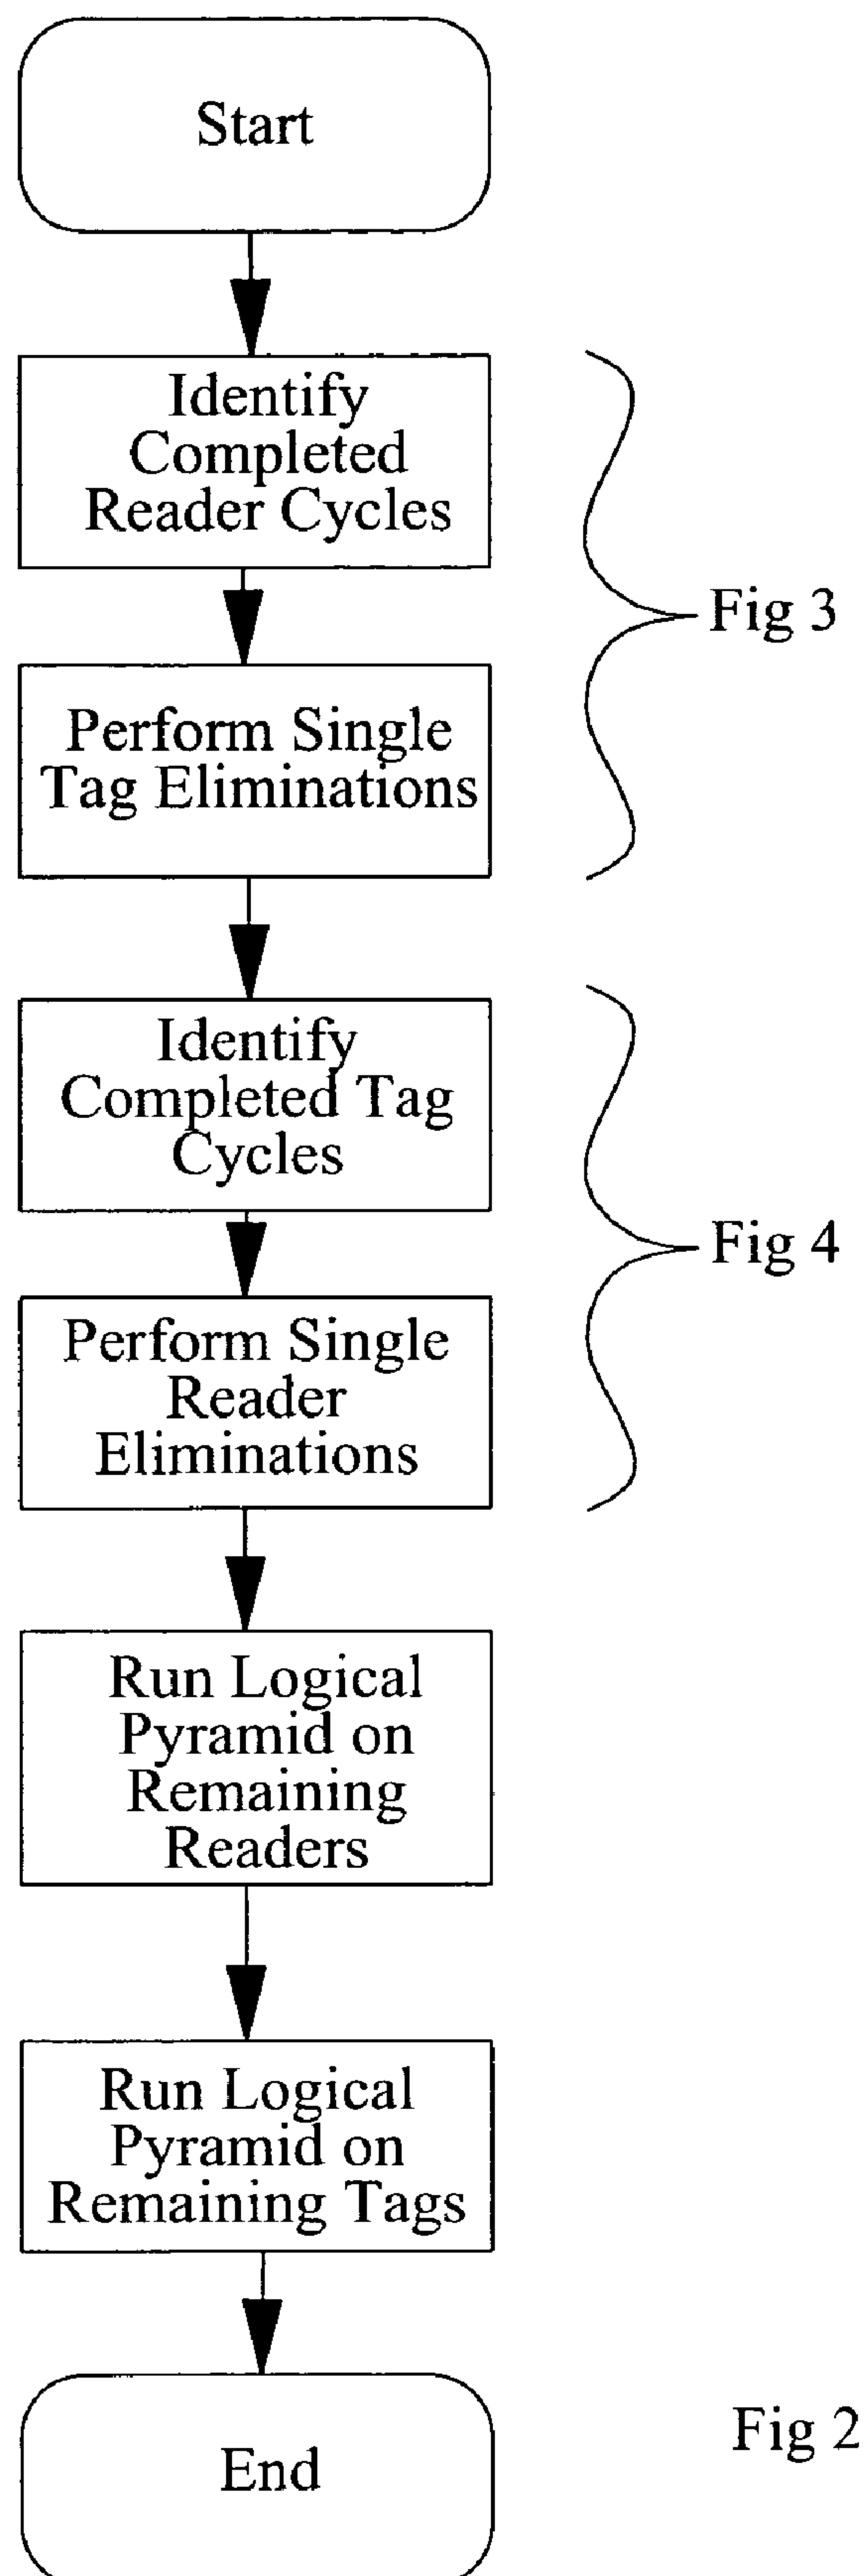 Start
Identify
Completed
Reader Cycles
Fig 3
Perform Single
Tag Eliminations
Identify
Completed Tag
Cycles
Fig 4
Perform Single
Reader
Eliminations
Run Logical
Pyramid on
Remaining
Readers
Run Logical
Pyramid on
Remaining Tags
End
Fig 2